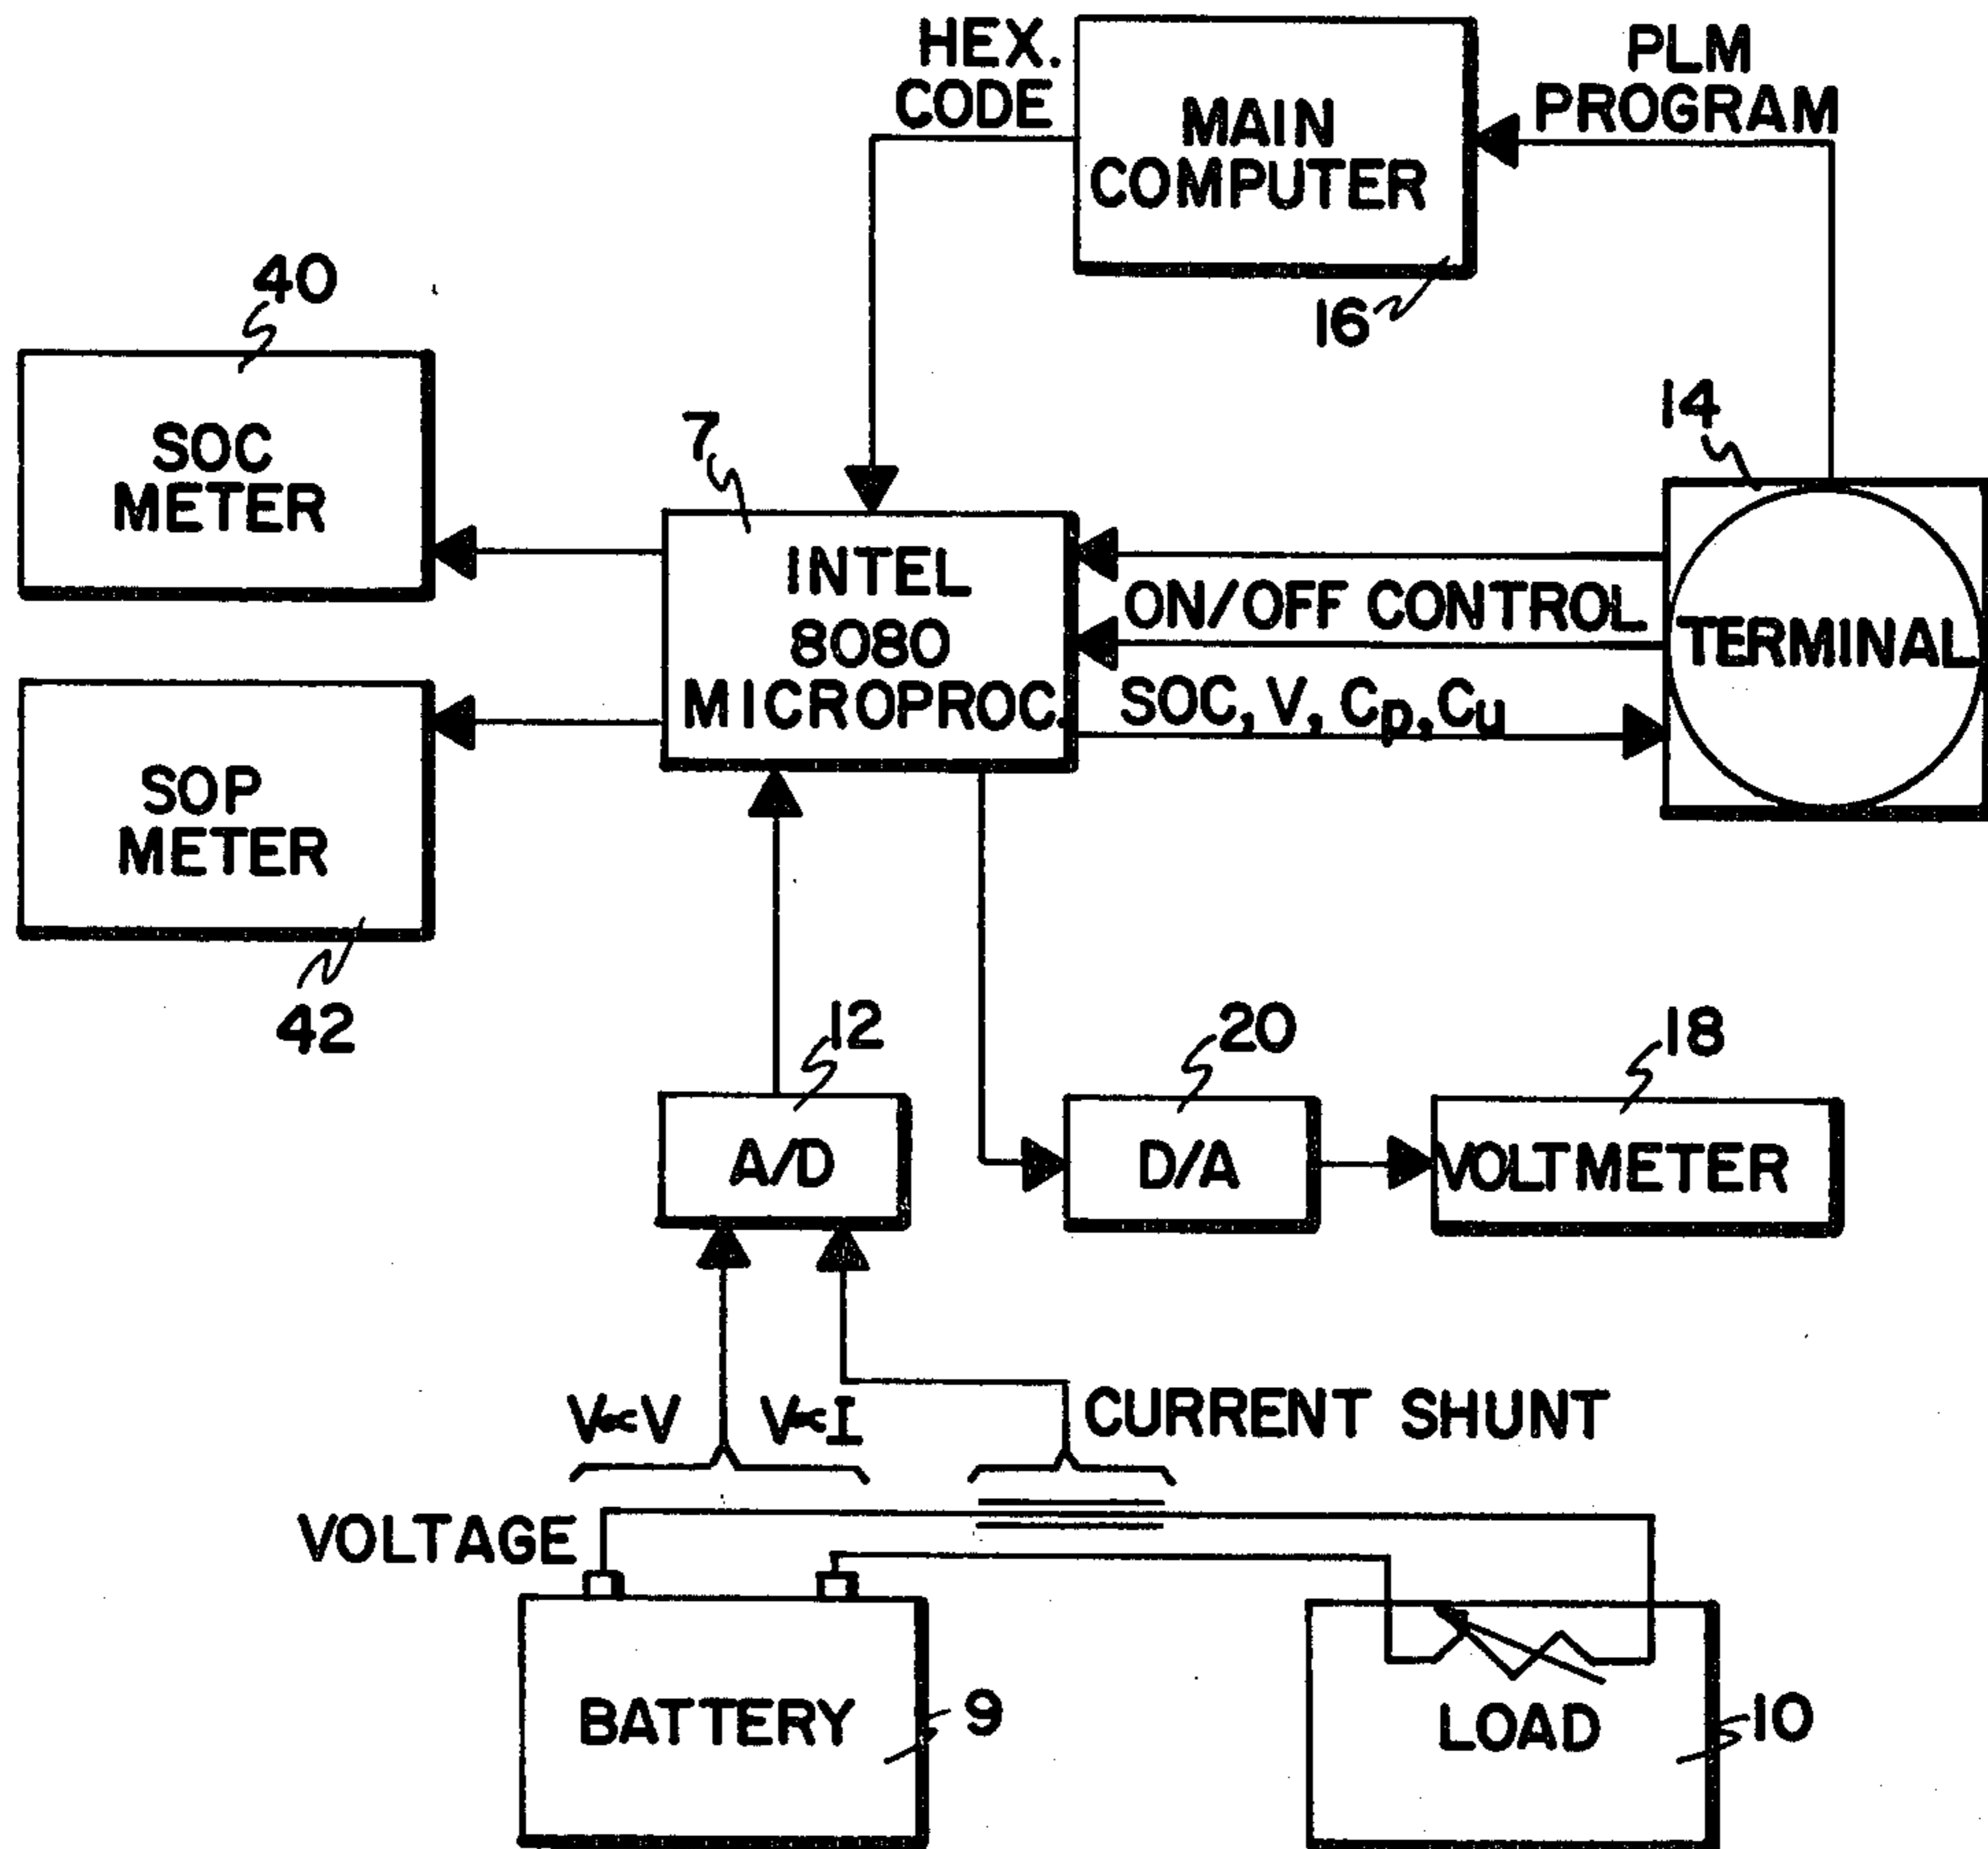 HEX.
CODE
PLM
PROGRAM
MAIN
COMPUTER
16
40
SOC
METER
7
14
INTEL
8080
MICROPROC.
ON/OFF CONTROL
TERMINAL
SOC, V, Cp, Cu
SOP
METER
42
12
20
18
A/D
D/A
VOLTMETER
V∝V
V∝I
CURRENT SHUNT
VOLTAGE
BATTERY
9
LOAD
10